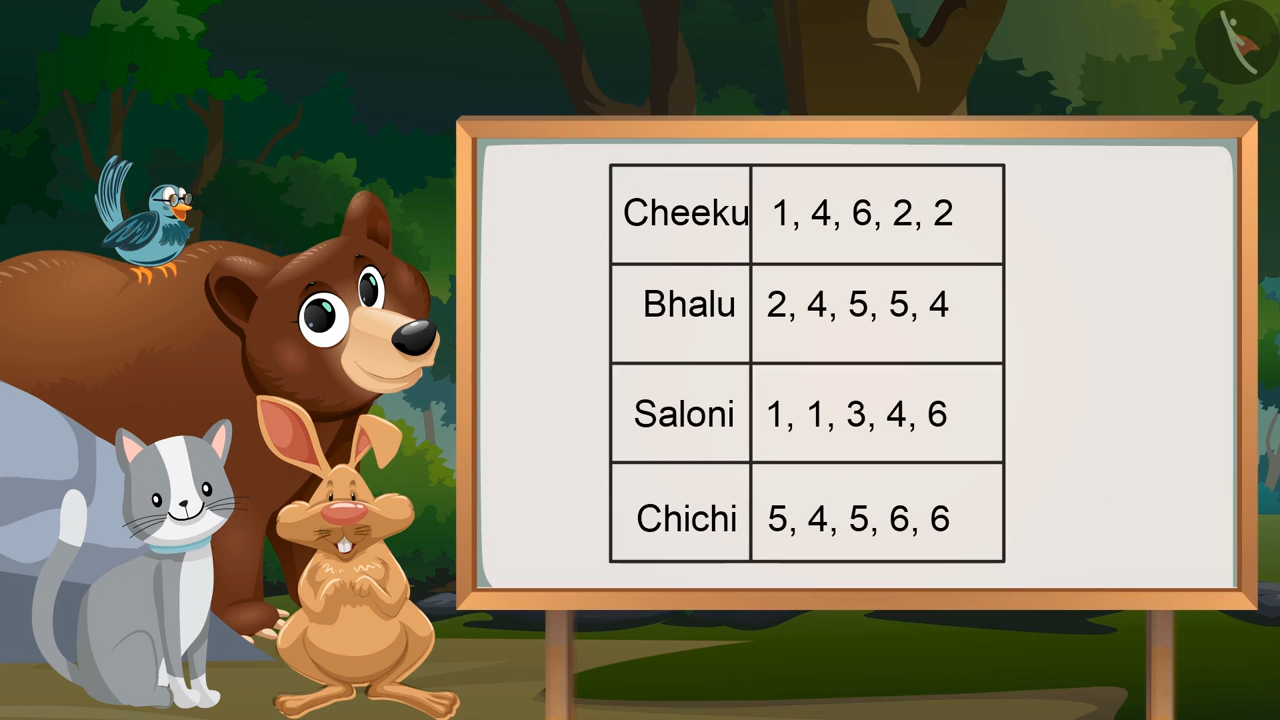 Cheeku 1, 4, 6, 2, 2
Bhalu 2, 4, 5, 5, 4
Saloni 1, 1, 3, 4, 6
Chichi 5, 4, 5, 6, 6